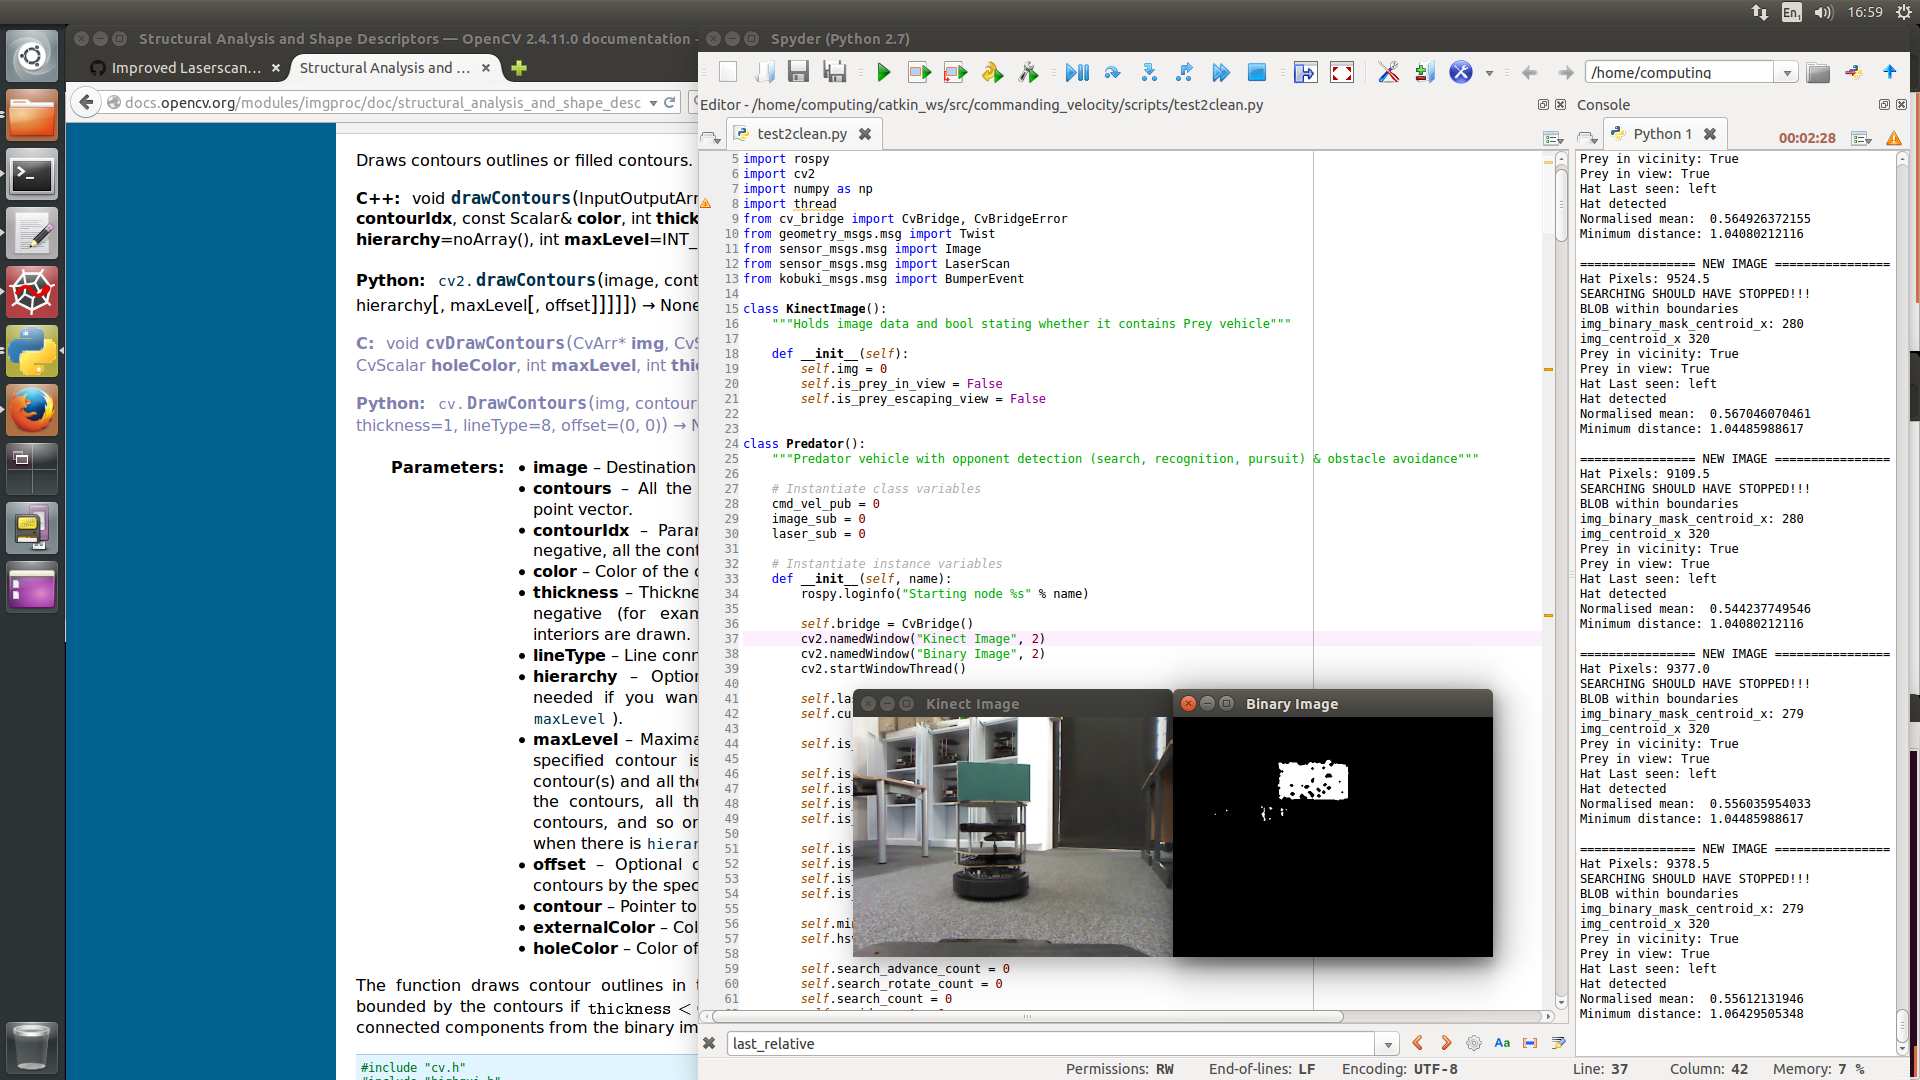 En1
16:59
Structural Analysis and Shape Descriptors — OpenCV 2.4.11.0 documentation -
Improved Laserscan...
Structural Analysis and ...
docs.opencv.org/modules/imgproc/doc/structural_analysis_and_shape_desc
Draws contours outlines or filled contours.
C++: void drawContours(InputOutputArr
contourIdx, const Scalar& color, int thick
hierarchy=noArray(), int maxLevel=INT_
Python: cv2.drawContours(image, cont
hierarchy[, maxLevel[, offset]]]]]) → None
C: void cvDrawContours(CvArr* img, CvS
CvScalar holeColor, int maxLevel, int thi
Python: cv.DrawContours(img, contour
thickness=1, lineType=8, offset=(0, 0)) → N
Parameters:
• image – Destination
• contours – All the
point vector.
• contourIdx – Para
negative, all the cont
• color – Color of the c
• thickness – Thickne
negative (for exam
interiors are drawn.
• lineType – Line conn
• hierarchy – Option
needed if you wan
maxLevel ).
• maxLevel – Maxima
specified contour is
contour(s) and all the
the contours, all th
contours, and so on
when there is hierar
• offset – Optional c
contours by the spec
• contour – Pointer to
• externalColor – Col
• holeColor – Color of
The function draws contour outlines in t
bounded by the contours if thickness <
connected components from the binary im
#include "cv.h"
Spyder (Python 2.7)
/home/computing
Editor - /home/computing/catkin_ws/src/commanding_velocity/scripts/test2clean.py
test2clean.py
5 import rospy
6 import cv2
7 import numpy as np
8 import thread
9 from cv_bridge import CvBridge, CvBridgeError
10 from geometry_msgs.msg import Twist
11 from sensor_msgs.msg import Image
12 from sensor_msgs.msg import LaserScan
13 from kobuki_msgs.msg import BumperEvent
14
15 class KinectImage():
16 """Holds image data and bool stating whether it contains Prey vehicle"""
17
18 def __init__(self):
19 self.img = 0
20 self.is_prey_in_view = False
21 self.is_prey_escaping_view = False
22
23
24 class Predator():
25 """Predator vehicle with opponent detection (search, recognition, pursuit) & obstacle avoidance"""
26
27 # Instantiate class variables
28 cmd_vel_pub = 0
29 image_sub = 0
30 laser_sub = 0
31
32 # Instantiate instance variables
33 def __init__(self, name):
34 rospy.loginfo("Starting node %s" % name)
35
36 self.bridge = CvBridge()
37 cv2.namedWindow("Kinect Image", 2)
38 cv2.namedWindow("Binary Image", 2)
39 cv2.startWindowThread()
40
41 self.la
42 self.cu
43
44 self.is_
45
46 self.is_
47 self.is_
48 self.is_
49 self.is_
50
51 self.is_
52 self.is_
53 self.is_
54 self.is_
55
56 self.mi
57 self.hs
58
59 self.search_advance_count = 0
60 self.search_rotate_count = 0
61 self.search_count = 0
Kinect Image
Binary Image
last_relative
Aa
Permissions: RW
End-of-lines: LF
Encoding: UTF-8
Line: 37
Column: 42
Memory: 7 %
Console
Python 1
00:02:28
Prey in vicinity: True
Prey in view: True
Hat Last seen: left
Hat detected
Normalised mean: 0.564926372155
Minimum distance: 1.04080212116
================ NEW IMAGE ================
Hat Pixels: 9524.5
SEARCHING SHOULD HAVE STOPPED!!!
BLOB within boundaries
img_binary_mask_centroid_x: 280
img_centroid_x 320
Prey in vicinity: True
Prey in view: True
Hat Last seen: left
Hat detected
Normalised mean: 0.567046070461
Minimum distance: 1.04485988617
================ NEW IMAGE ================
Hat Pixels: 9109.5
SEARCHING SHOULD HAVE STOPPED!!!
BLOB within boundaries
img_binary_mask_centroid_x: 280
img_centroid_x 320
Prey in vicinity: True
Prey in view: True
Hat Last seen: left
Hat detected
Normalised mean: 0.544237749546
Minimum distance: 1.04080212116
================ NEW IMAGE ================
Hat Pixels: 9377.0
SEARCHING SHOULD HAVE STOPPED!!!
BLOB within boundaries
img_binary_mask_centroid_x: 279
img_centroid_x 320
Prey in vicinity: True
Prey in view: True
Hat Last seen: left
Hat detected
Normalised mean: 0.556035954033
Minimum distance: 1.04485988617
================ NEW IMAGE ================
Hat Pixels: 9378.5
SEARCHING SHOULD HAVE STOPPED!!!
BLOB within boundaries
img_binary_mask_centroid_x: 279
img_centroid_x 320
Prey in vicinity: True
Prey in view: True
Hat Last seen: left
Hat detected
Normalised mean: 0.55612131946
Minimum distance: 1.06429505348